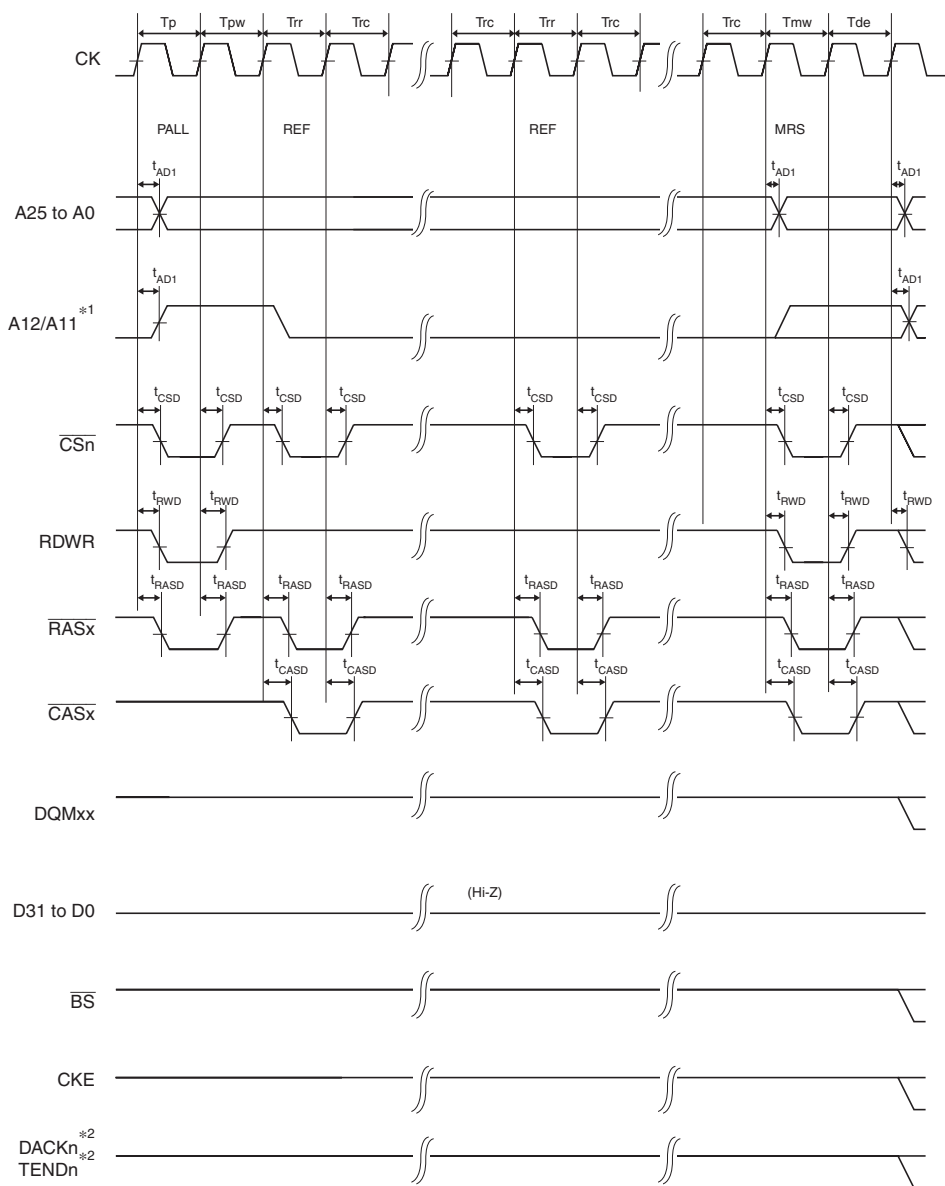 Tp Tpw Trr Trc Trc Trr Trc Trc Tmw Tde
CK
PALL REF REF MRS
tAD1 tAD1 tAD1
A25 to A0
tAD1 tAD1
A12/A11*1
tCSD tCSD tCSD tCSD tCSD tCSD tCSD tCSD
CSn
tRWD tRWD tRWD tRWD tRWD
RDWR
tRASD tRASD tRASD tRASD tRASD tRASD tRASD tRASD
RASx
tCASD tCASD tCASD tCASD tCASD tCASD
CASx
DQMxx
(Hi-Z)
D31 to D0
BS
CKE
DACKn*2
TENDn*2